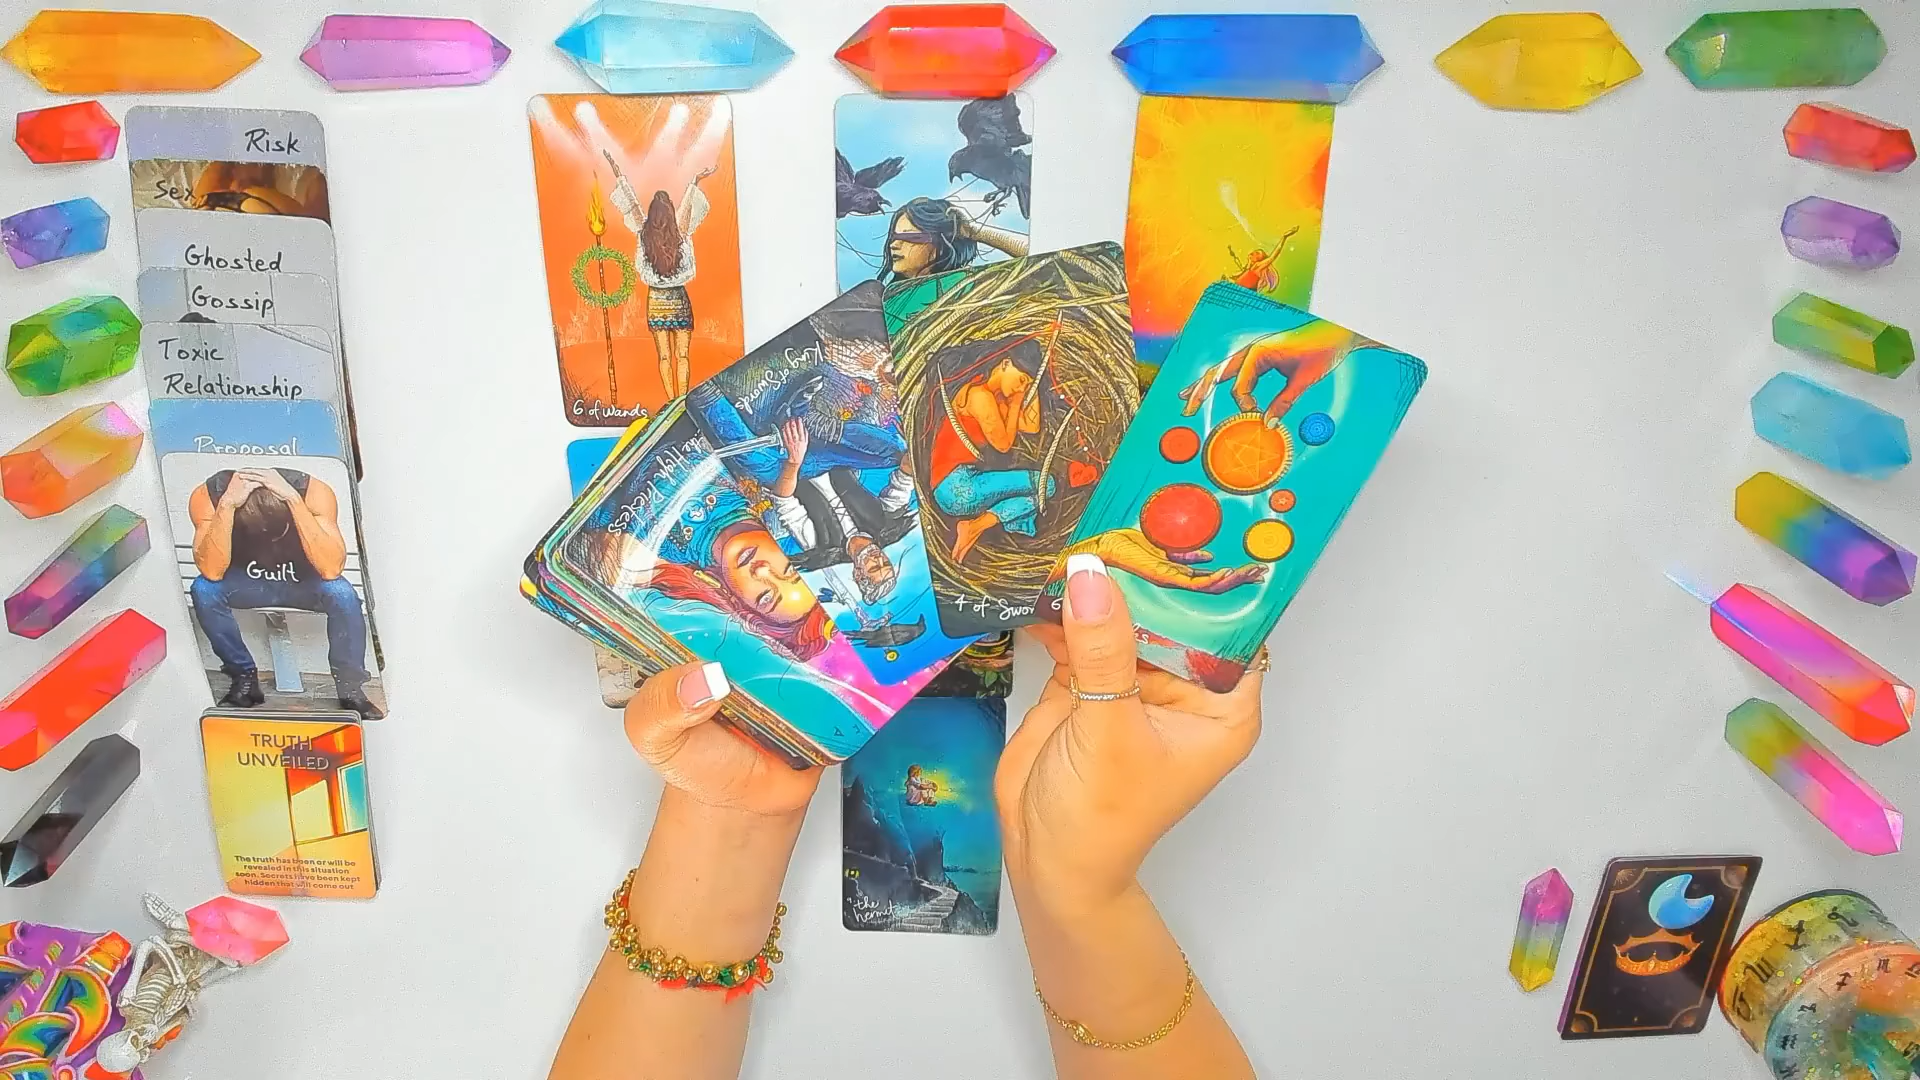 Risk
Sex
Ghosted
Gossip
Toxic
Relationship
Proposal
Guilt
TRUTH
UNVEILED
The truth has been or will be
revealed in this situation
soon. Secrets have been kept
hidden that will come out
6 of Wands
King of Swords
the High Priestess
4 of Swor
6
the
hermit